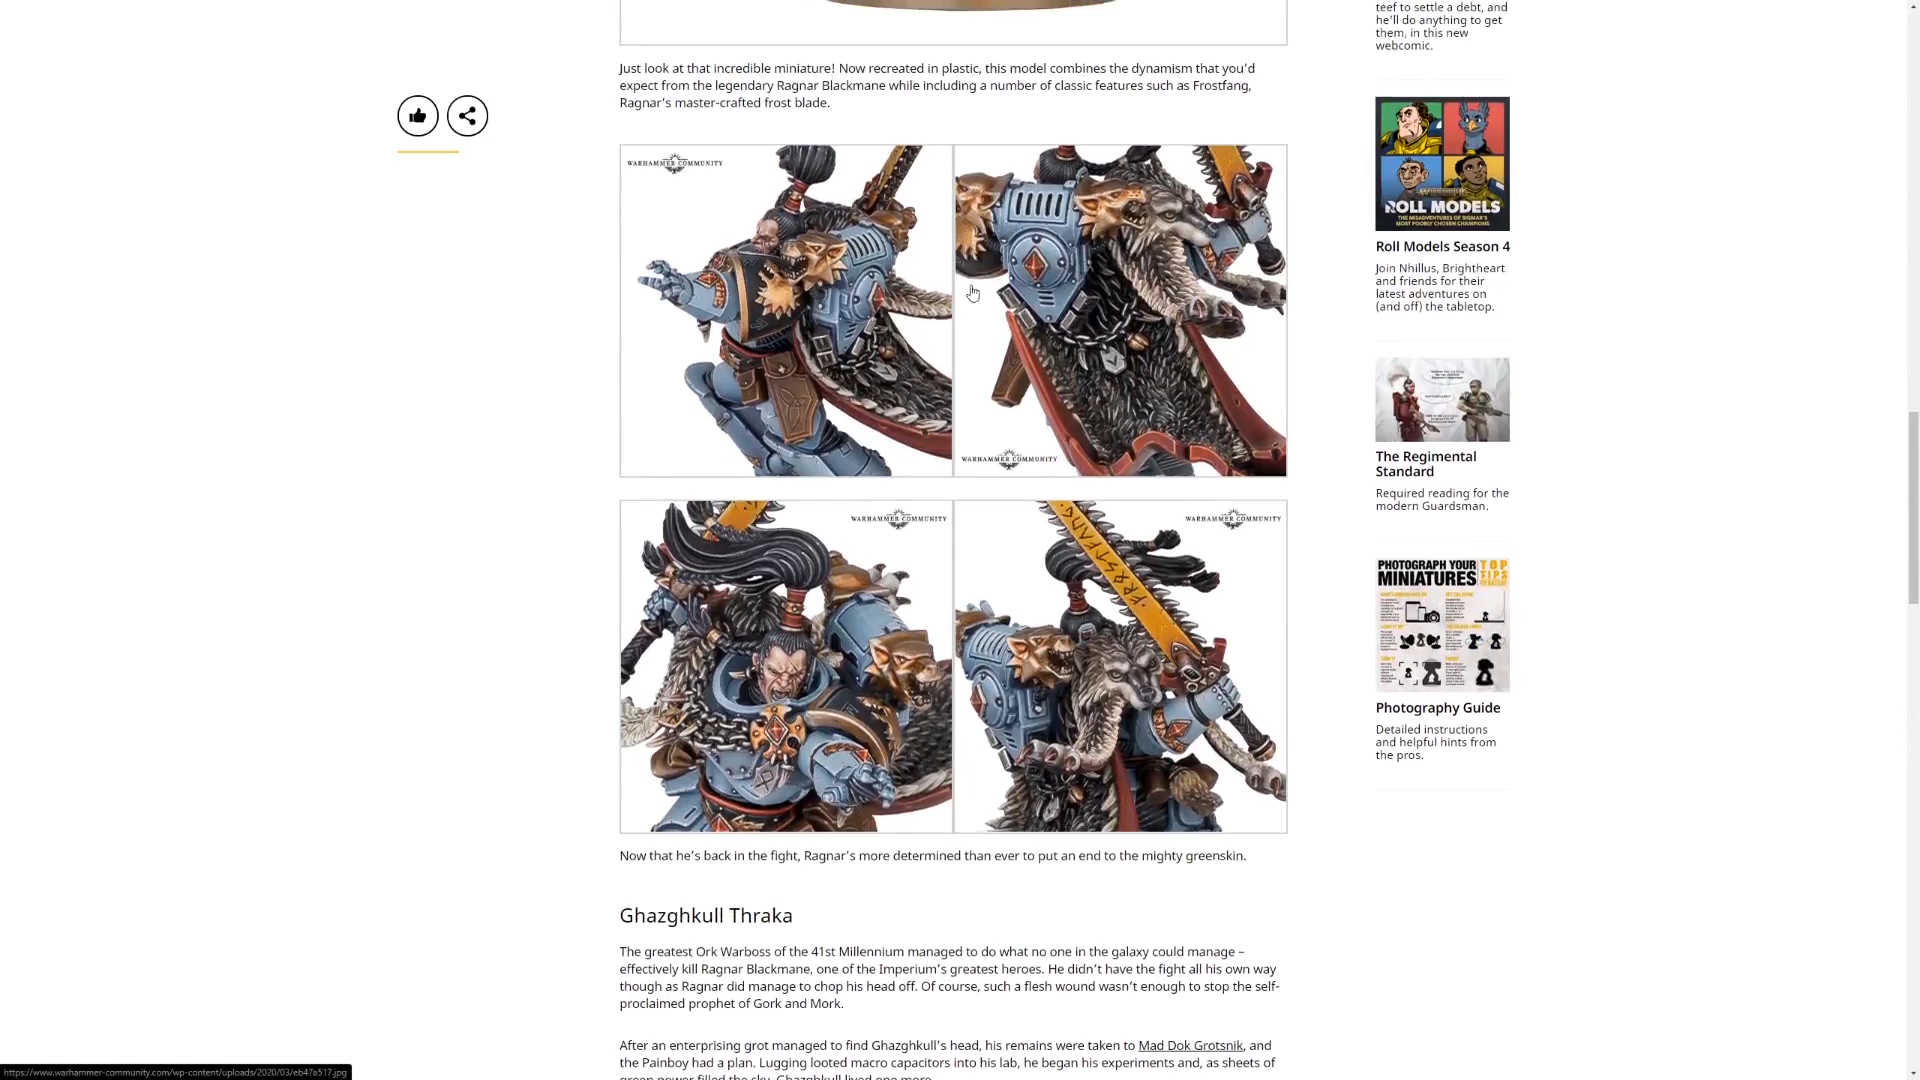 teef to settle a debt, and
he'll do anything to get
them, in this new
webcomic.
Just look at that incredible miniature! Now recreated in plastic, this model combines the dynamism that you'd
expect from the legendary Ragnar Blackmane while including a number of classic features such as Frostfang,
Ragnar's master-crafted frost blade.
WARHAMMER COMMUNITY
WARHAMMER COMMUNITY
WARHAMMER COMMUNITY
WARHAMMER COMMUNITY
Now that he's back in the fight, Ragnar's more determined than ever to put an end to the mighty greenskin.
Ghazghkull Thraka
The greatest Ork Warboss of the 41st Millennium managed to do what no one in the galaxy could manage –
effectively kill Ragnar Blackmane, one of the Imperium's greatest heroes. He didn't have the fight all his own way
though as Ragnar did manage to chop his head off. Of course, such a flesh wound wasn't enough to stop the self-
proclaimed prophet of Gork and Mork.
After an enterprising grot managed to find Ghazghkull's head, his remains were taken to Mad Dok Grotsnik, and
the Painboy had a plan. Lugging looted macro capacitors into his lab, he began his experiments and, as sheets of
green power filled the sky, Ghazghkull lived once more.
ROLL MODELS
THE MISADVENTURES OF SIGMAR'S
MOST POORLY CHOSEN CHAMPIONS
Roll Models Season 4
Join Nhillus, Brightheart
and friends for their
latest adventures on
(and off) the tabletop.
The Regimental
Standard
Required reading for the
modern Guardsman.
PHOTOGRAPH YOUR
MINIATURES
TOP
TIPS
Photography Guide
Detailed instructions
and helpful hints from
the pros.
https://www.warhammer-community.com/wp-content/uploads/2020/03/eb47a517.jpg